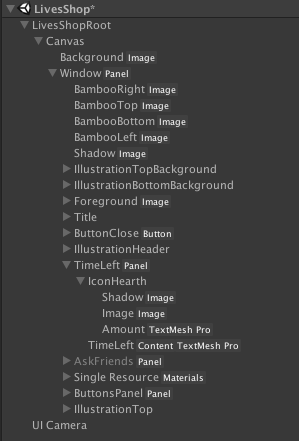 LivesShop*
LivesShopRoot
Canvas
Background Image
Window Panel
BambooRight Image
BambooTop Image
BambooBottom Image
BambooLeft Image
Shadow Image
IllustrationTopBackground
IllustrationBottomBackground
Foreground Image
Title
ButtonClose Button
IllustrationHeader
TimeLeft Panel
IconHearth
Shadow Image
Image Image
Amount TextMesh Pro
TimeLeft Content TextMesh Pro
AskFriends Panel
Single Resource Materials
ButtonsPanel Panel
IllustrationTop
UI Camera